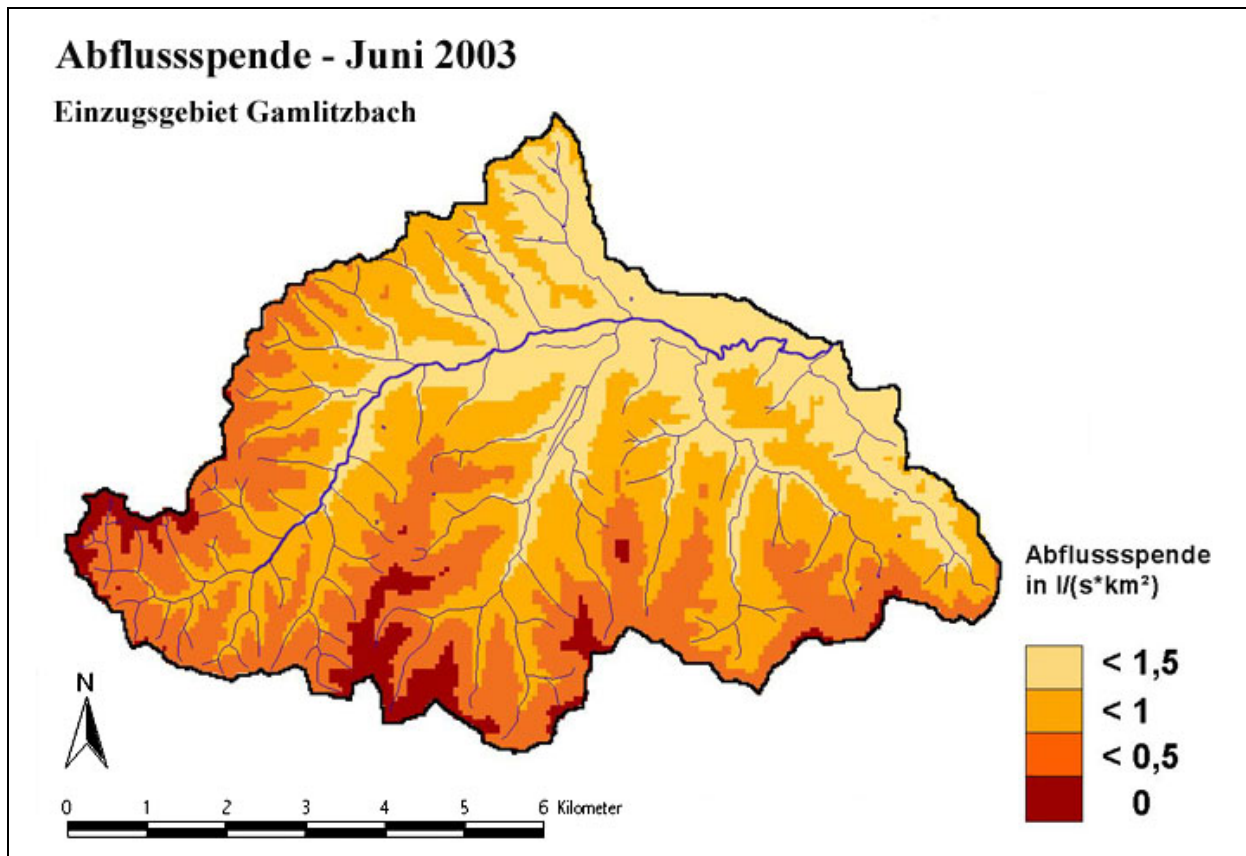 Abflussspende - Juni 2003
Einzugsgebiet Gamlitzbach
Abflussspende
in l/(s*km²)
< 1,5
< 1
< 0,5
0
N
0 1 2 3 4 5 6 Kilometer